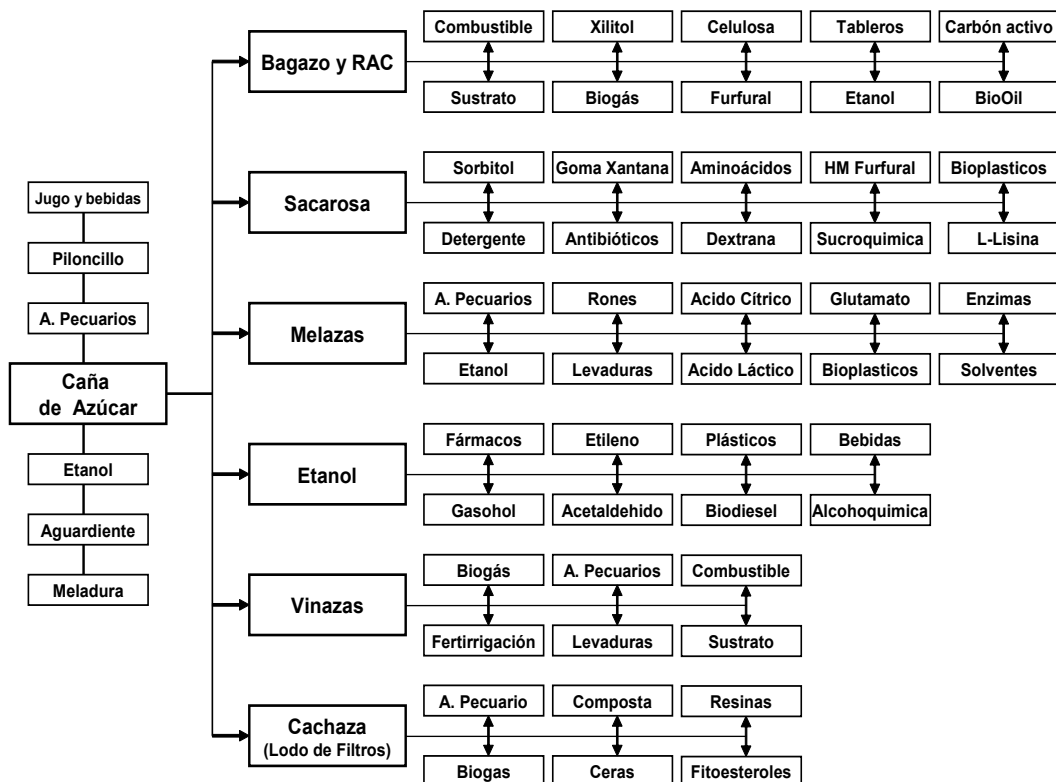 Combustible
Xilitol
Celulosa
Tableros
Carbón activo
Bagazo y RAC
Sustrato
Biogás
Furfural
Etanol
BioOil
Sorbitol
Goma Xantana
Aminoácidos
HM Furfural
Bioplasticos
Sacarosa
Detergente
Antibióticos
Dextrana
Sucroquimica
L-Lisina
Jugo y bebidas
Piloncillo
A. Pecuarios
Caña
de Azúcar
Etanol
Aguardiente
Meladura
A. Pecuarios
Rones
Acido Cítrico
Glutamato
Enzimas
Melazas
Etanol
Levaduras
Acido Láctico
Bioplasticos
Solventes
Fármacos
Etileno
Plásticos
Bebidas
Etanol
Gasohol
Acetaldehido
Biodiesel
Alcohoquimica
Biogás
A. Pecuarios
Combustible
Vinazas
Fertirrigación
Levaduras
Sustrato
A. Pecuario
Composta
Resinas
Cachaza
(Lodo de Filtros)
Biogas
Ceras
Fitoesteroles